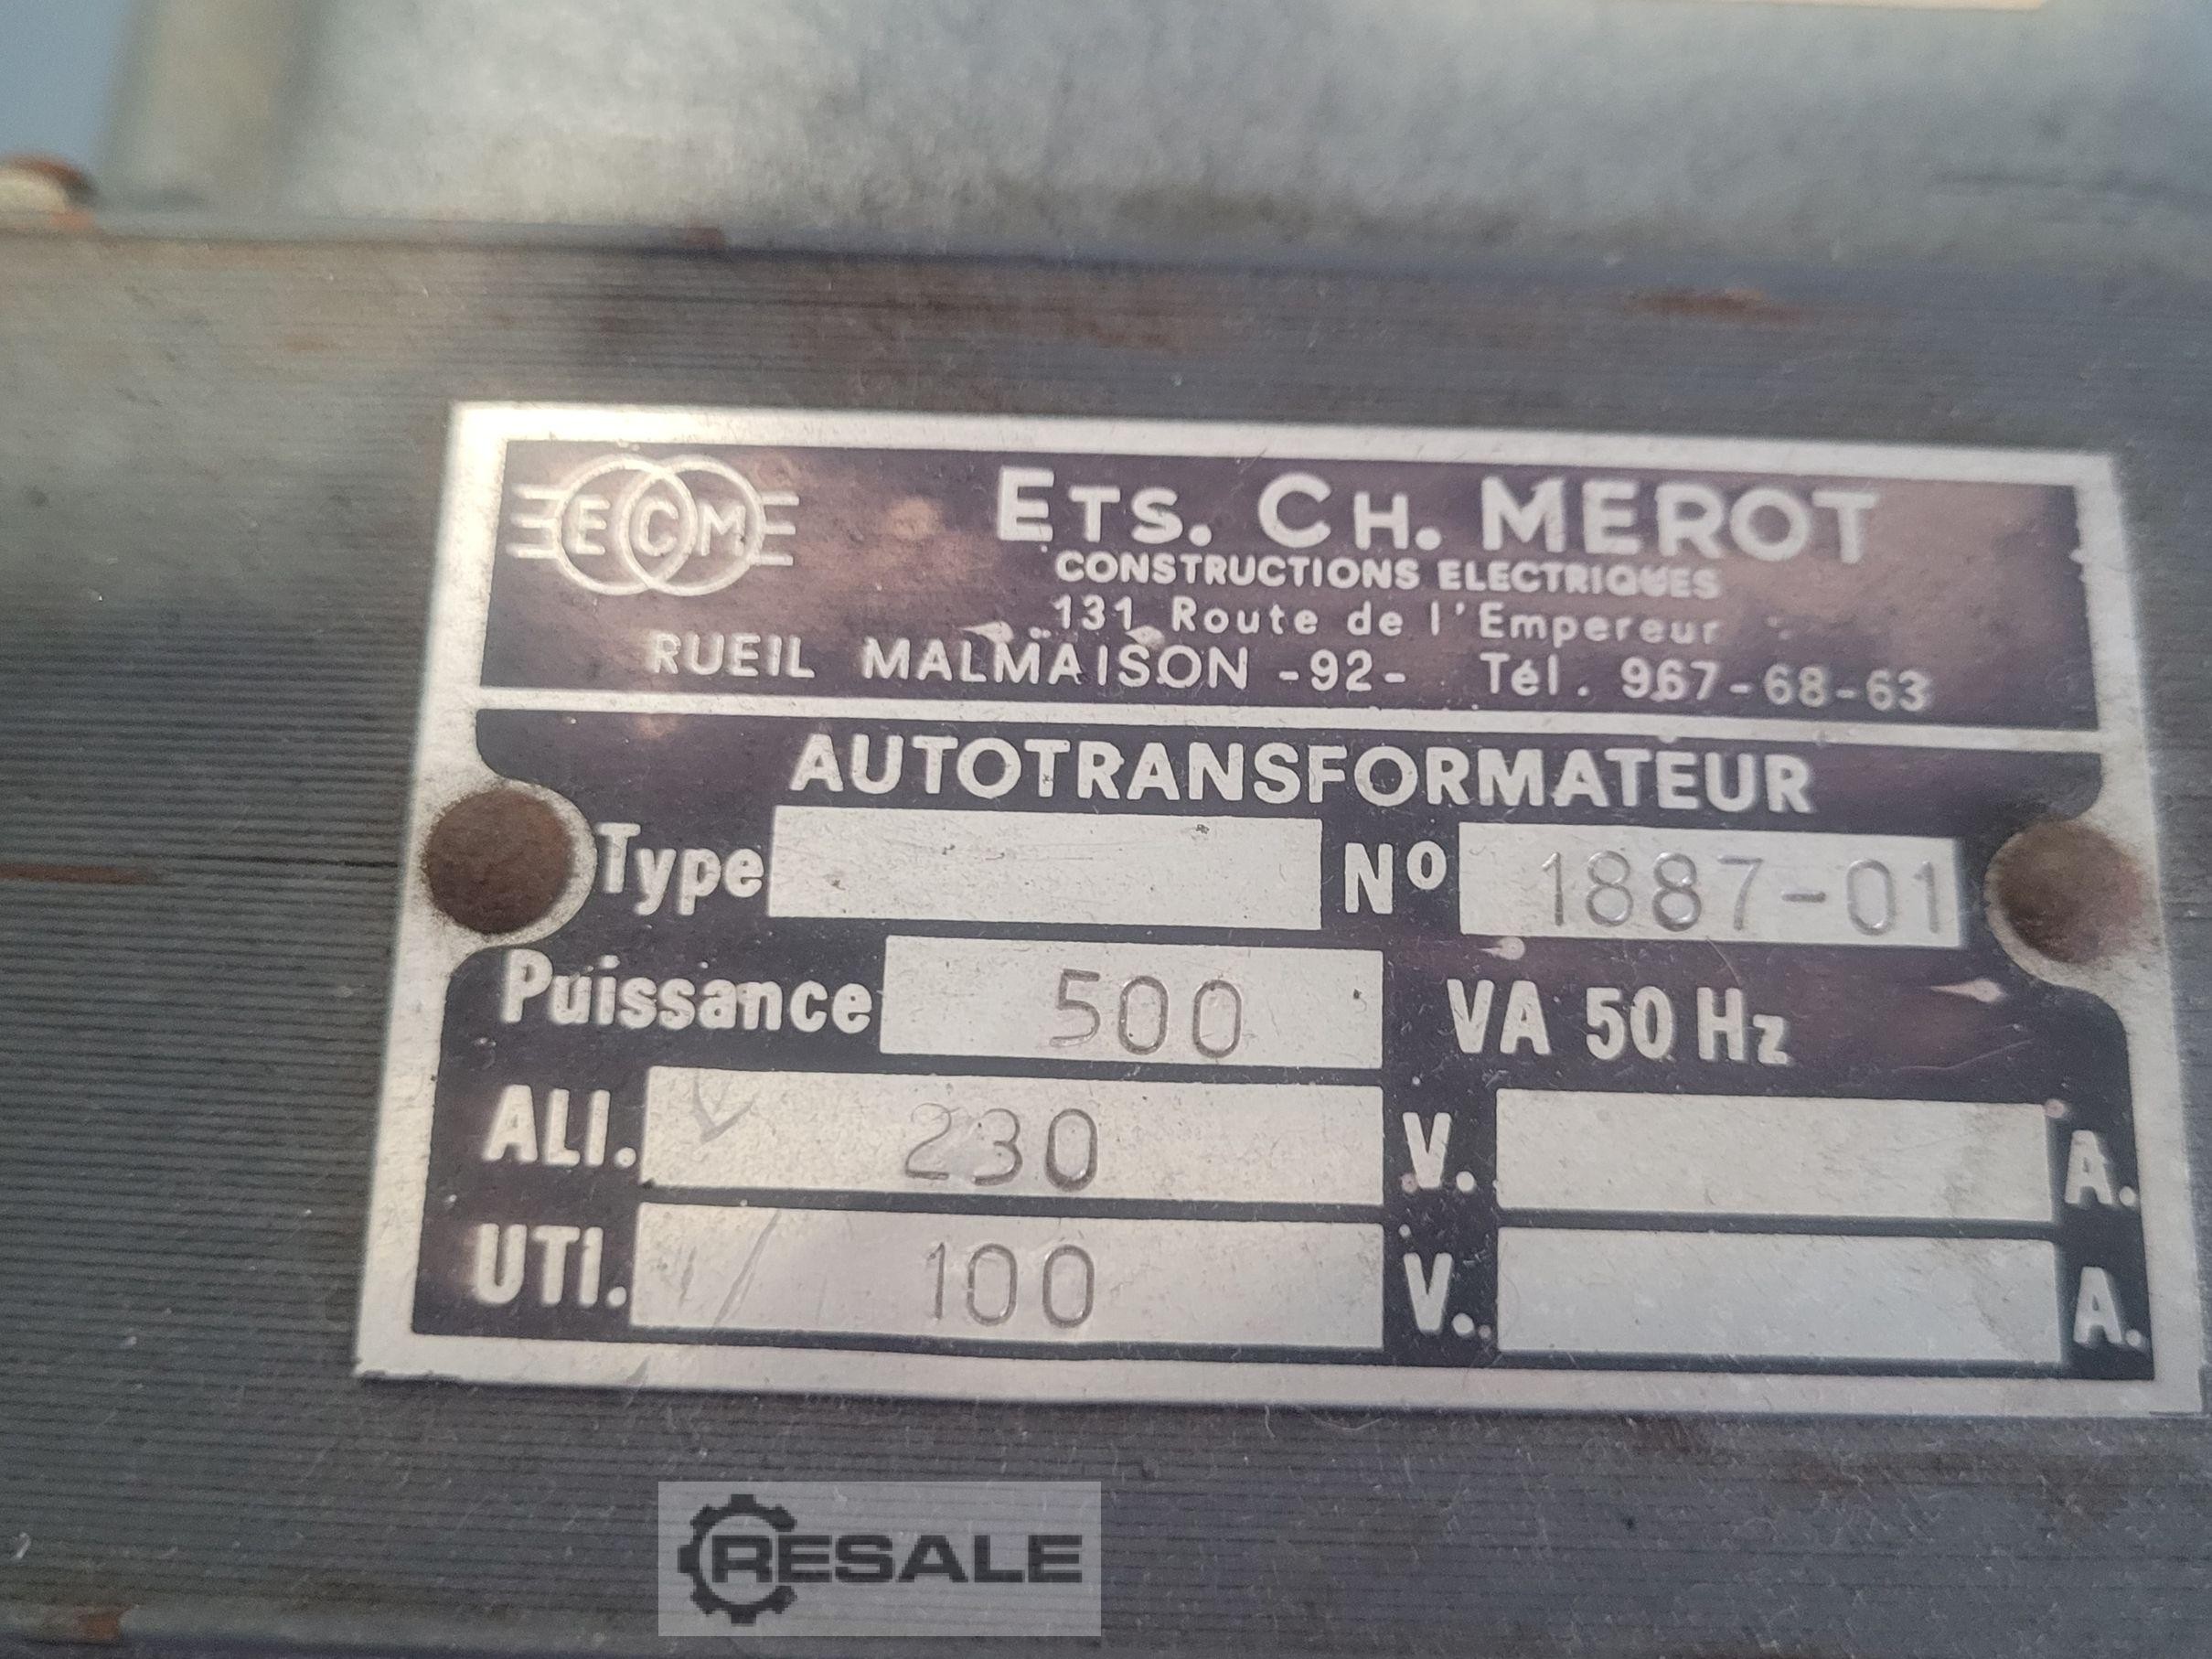 ECM
ETS. CH. MEROT
CONSTRUCTIONS ELECTRIQUES
131, Route de l'Empereur
RUEIL MALMAISON -92- Tél. 967-68-63
AUTOTRANSFORMATEUR
Type Nº 1887-01
Puissance 500 VA 50 Hz
ALI. 230 V. A.
UTI. 100 V. A.
RESALE